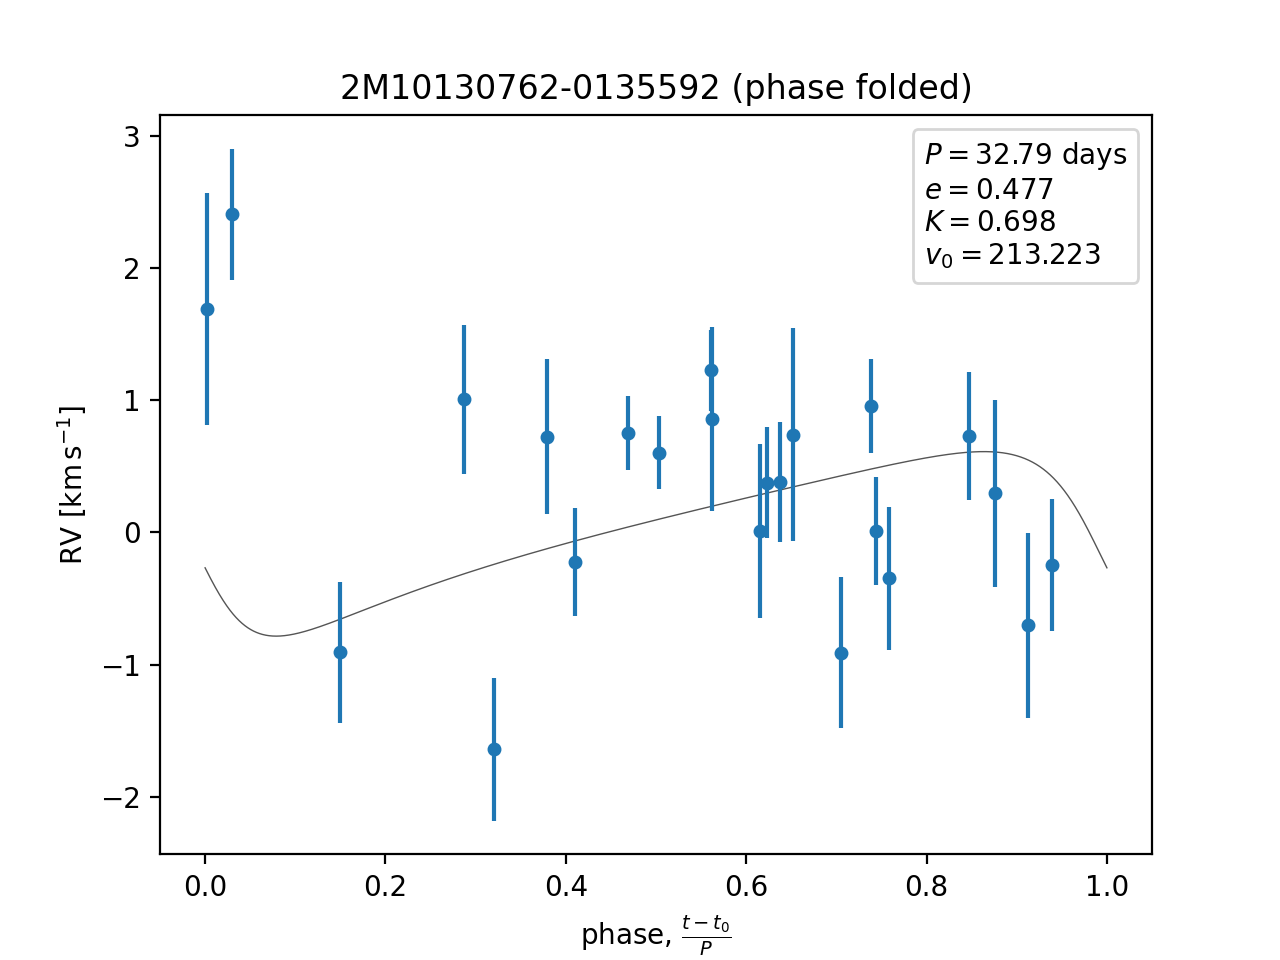 2M10130762-0135592 (phase folded)
P = 32.79 days
e = 0.477
K = 0.698
v₀ = 213.223
RV [km s⁻¹]
3
2
1
0
−1
−2
0.0 0.2 0.4 0.6 0.8 1.0
phase, (t − t₀)/P